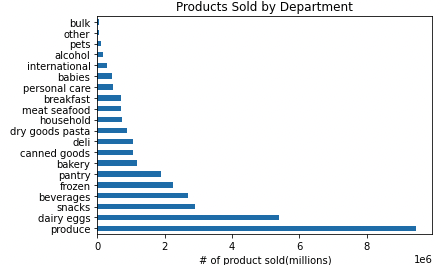 Products Sold by Department
bulk
other
pets
alcohol
international
babies
personal care
breakfast
meat seafood
household
dry goods pasta
deli
canned goods
bakery
pantry
frozen
beverages
snacks
dairy eggs
produce
0 2 4 6 8
1e6
# of product sold(millions)